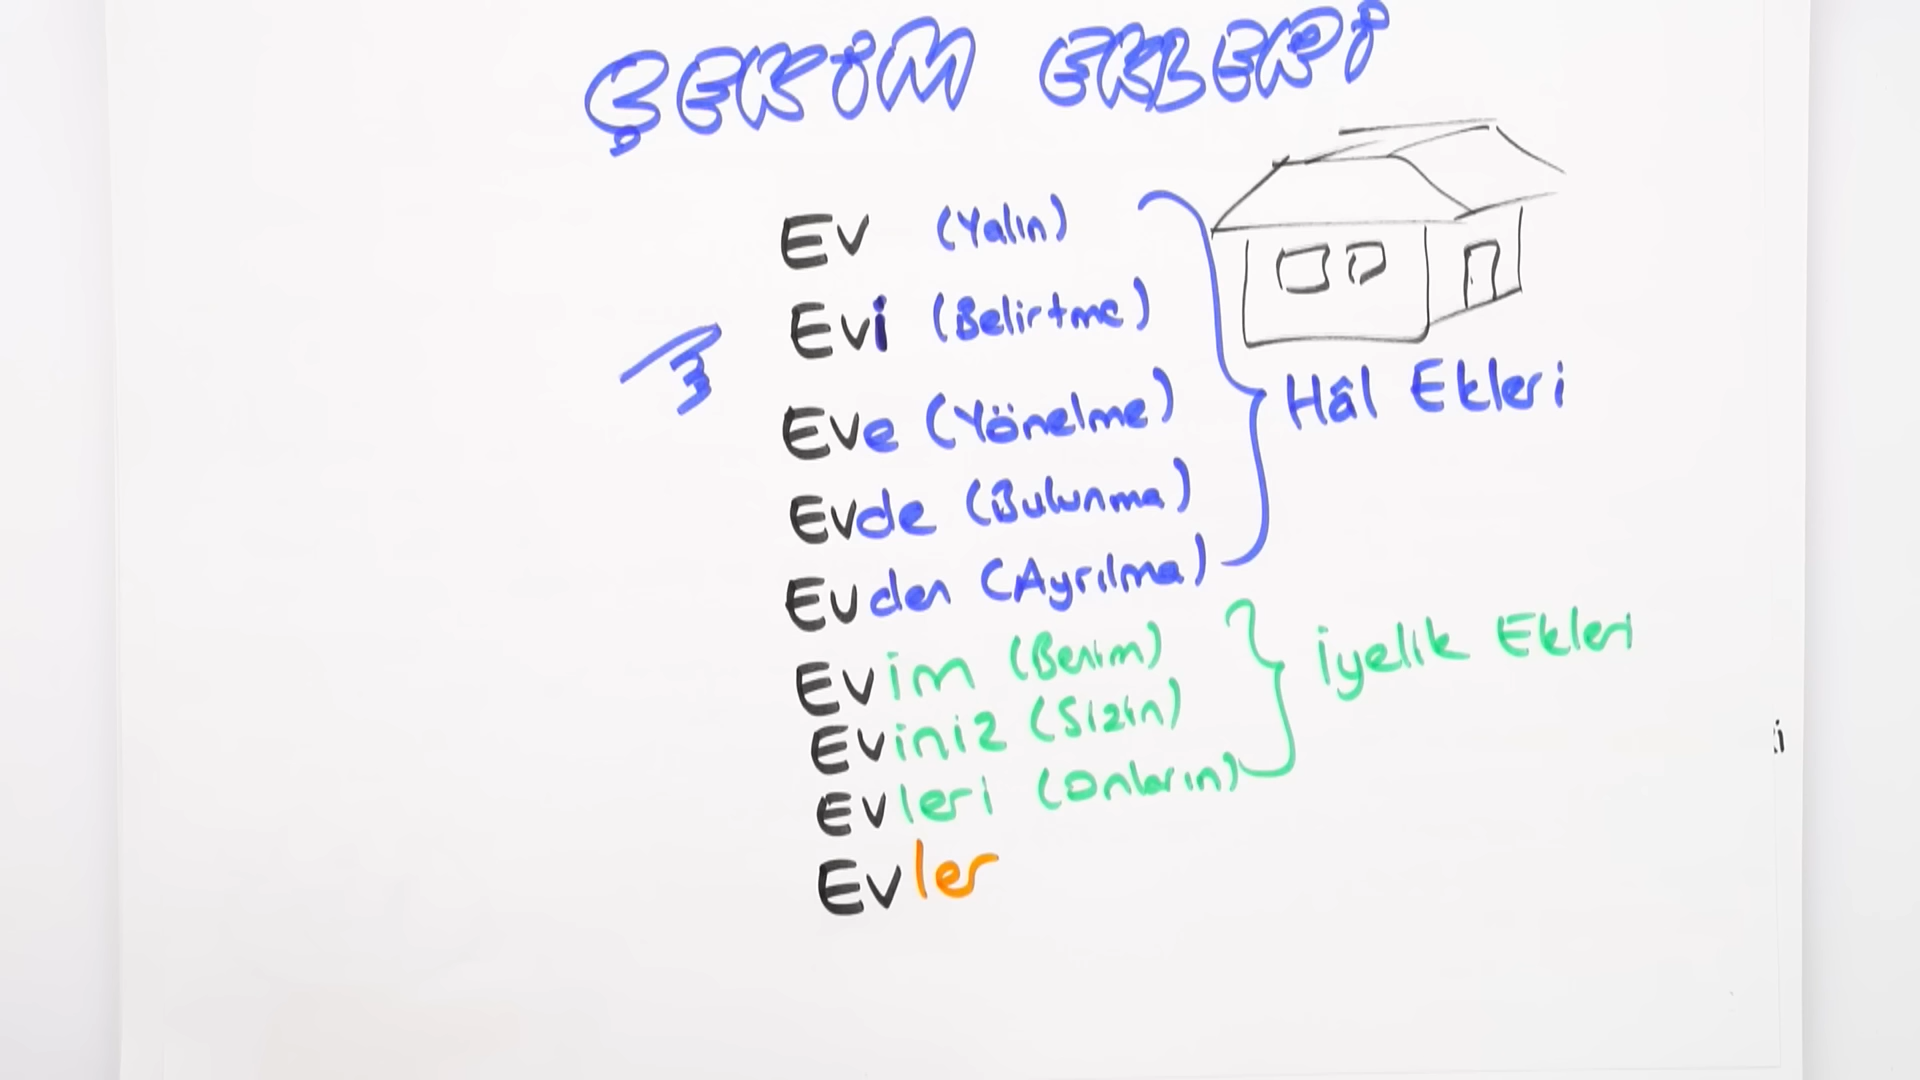 ÇEKİM EKLERİ
Ev (Yalın)
Evi (Belirtme)
Eve (Yönelme)
Evde (Bulunma)
Evden (Ayrılma)
Hâl Ekleri
Evim (Benim)
Eviniz (Sizin)
Evleri (Onların)
İyelik Ekleri
Evler